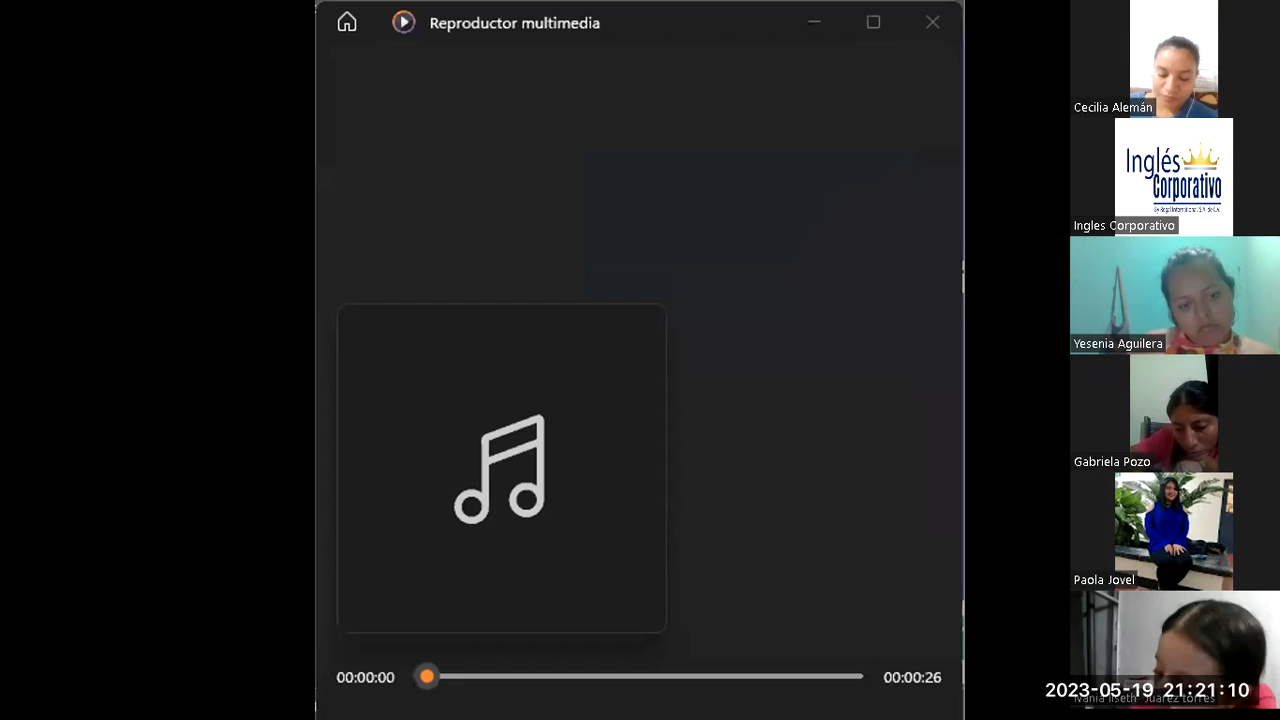 Reproductor multimedia
Cecilia Alemán
Inglés
Corporativo
Ingles Corporativo
Yesenia Aguilera
Gabriela Pozo
Paola Jovel
00:00:00
00:00:26
2023-05-19 21:21:10